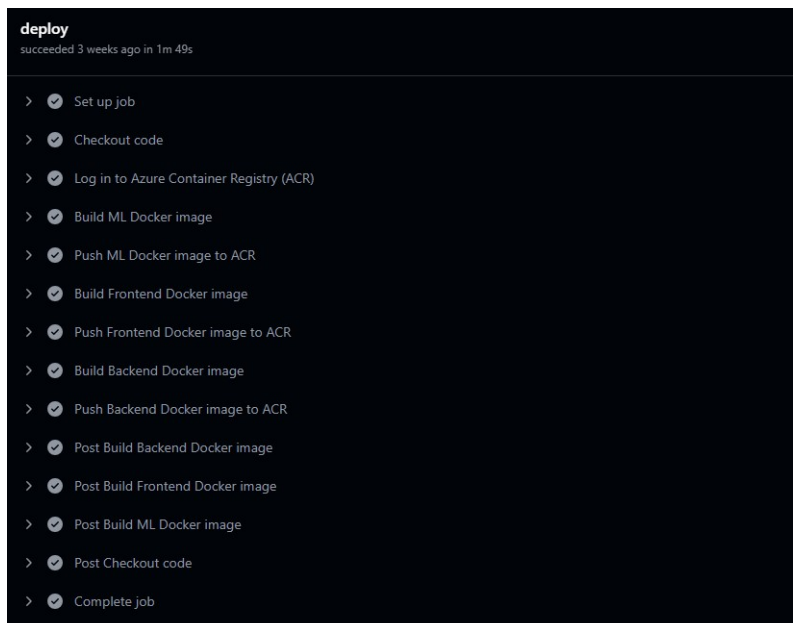 deploy
succeeded 3 weeks ago in 1m 49s
Set up job
Checkout code
Log in to Azure Container Registry (ACR)
Build ML Docker image
Push ML Docker image to ACR
Build Frontend Docker image
Push Frontend Docker image to ACR
Build Backend Docker image
Push Backend Docker image to ACR
Post Build Backend Docker image
Post Build Frontend Docker image
Post Build ML Docker image
Post Checkout code
Complete job